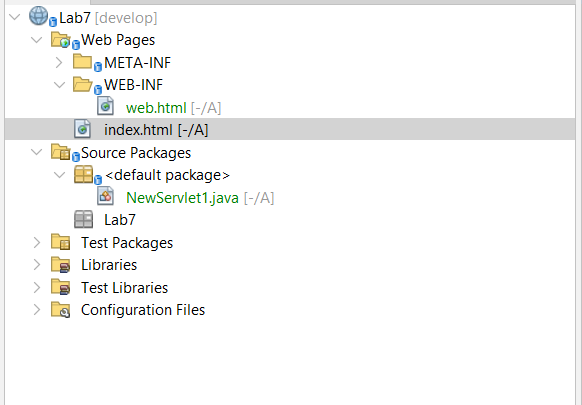 Lab7 [develop]
Web Pages
META-INF
WEB-INF
web.html [-/A]
index.html [-/A]
Source Packages
<default package>
NewServlet1.java [-/A]
Lab7
Test Packages
Libraries
Test Libraries
Configuration Files